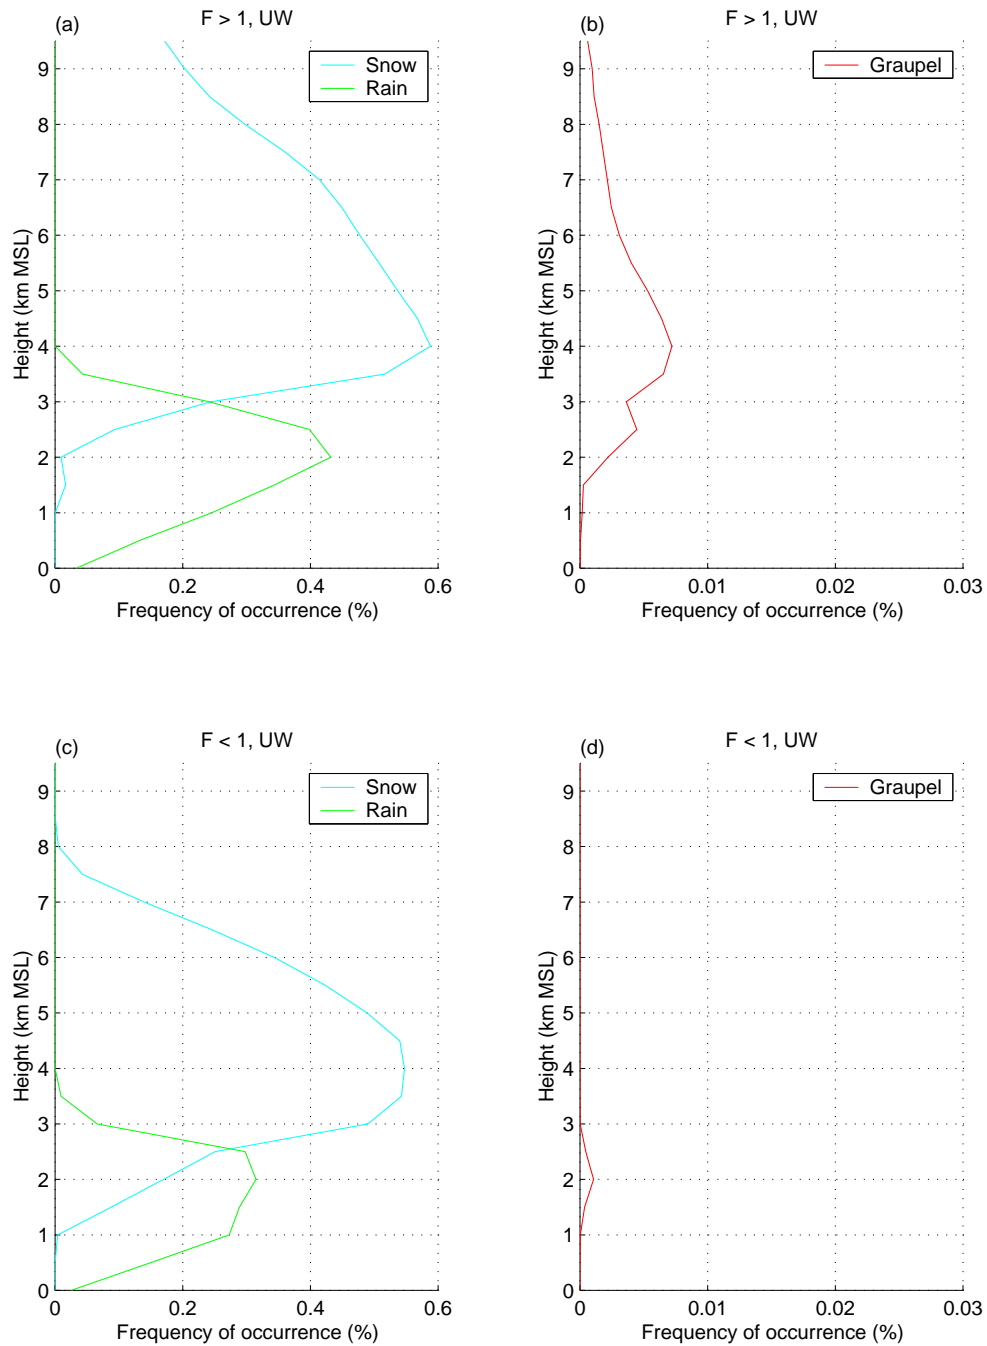 (a)
F > 1, UW
Snow
Rain
9
8
7
6
5
4
3
2
1
0
Height (km MSL)
0 0.2 0.4 0.6
Frequency of occurrence (%)
(b)
F > 1, UW
Graupel
9
8
7
6
5
4
3
2
1
0
Height (km MSL)
0 0.01 0.02 0.03
Frequency of occurrence (%)
(c)
F < 1, UW
Snow
Rain
9
8
7
6
5
4
3
2
1
0
Height (km MSL)
0 0.2 0.4 0.6
Frequency of occurrence (%)
(d)
F < 1, UW
Graupel
9
8
7
6
5
4
3
2
1
0
Height (km MSL)
0 0.01 0.02 0.03
Frequency of occurrence (%)